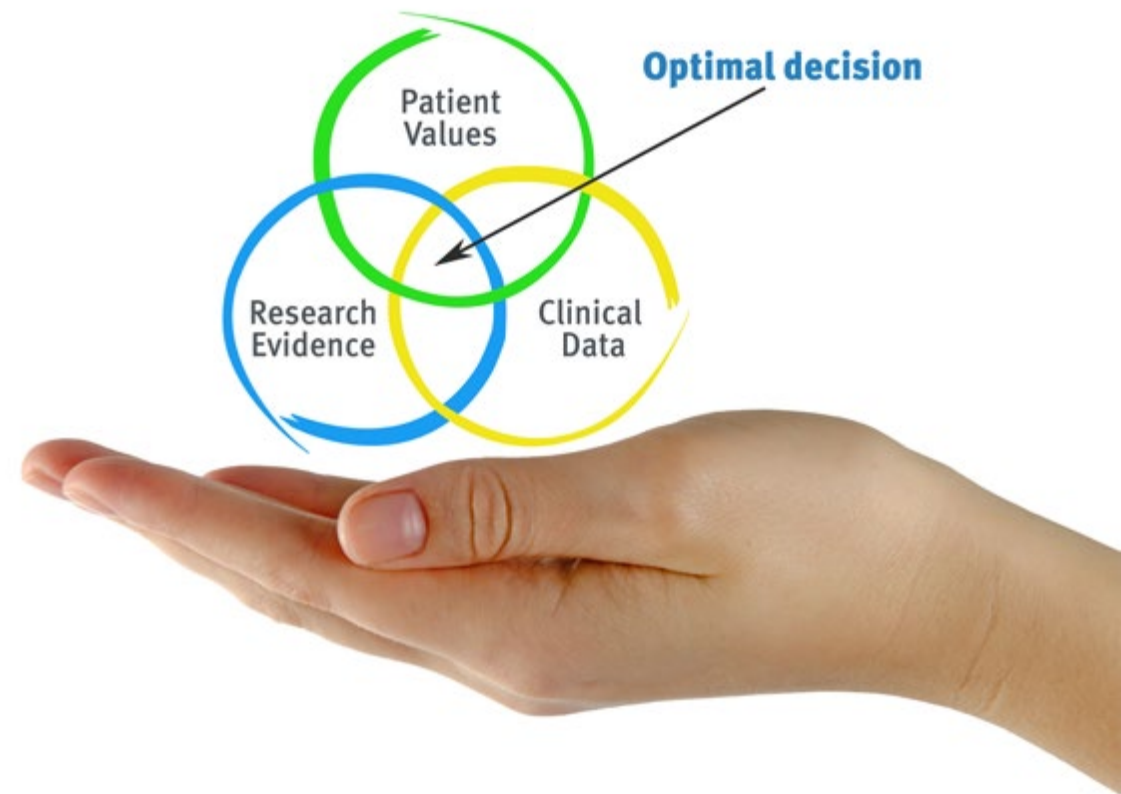 Optimal decision
Patient
Values
Research
Evidence
Clinical
Data